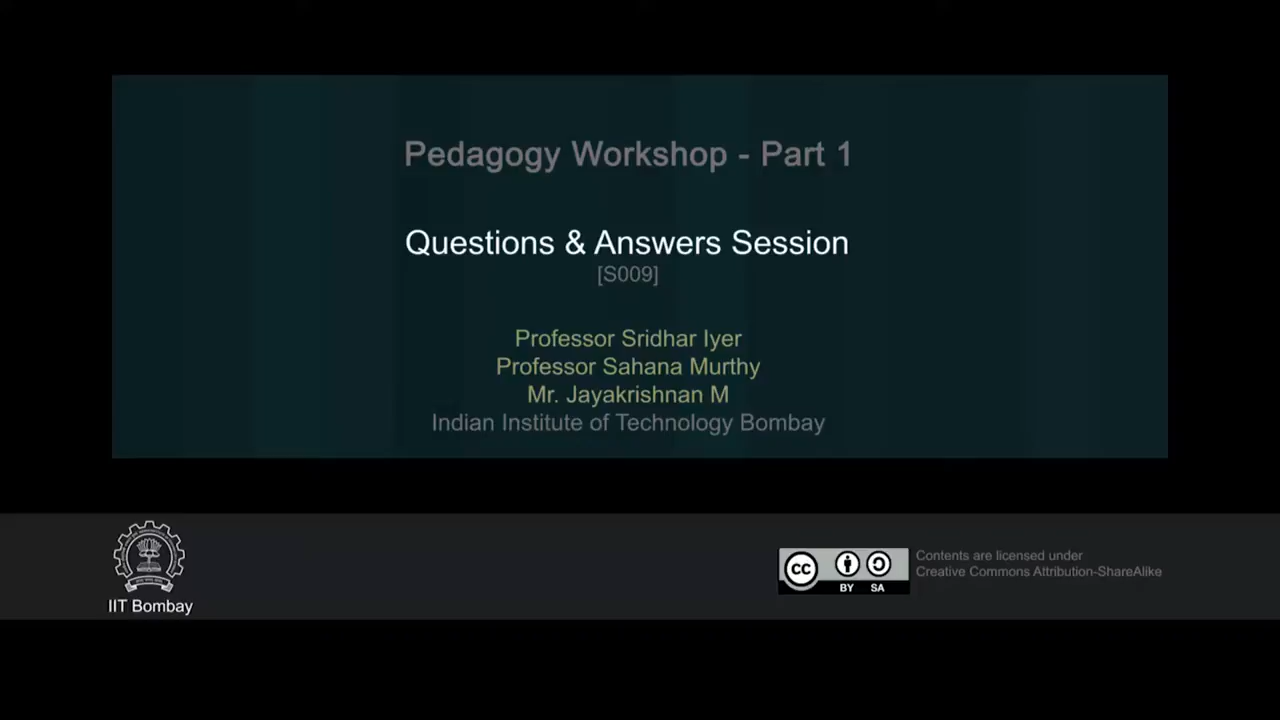 Pedagogy Workshop - Part 1
Questions & Answers Session
[S009]
Professor Sridhar Iyer
Professor Sahana Murthy
Mr. Jayakrishnan M
Indian Institute of Technology Bombay
IIT Bombay
cc
BY SA
Contents are licensed under
Creative Commons Attribution-ShareAlike